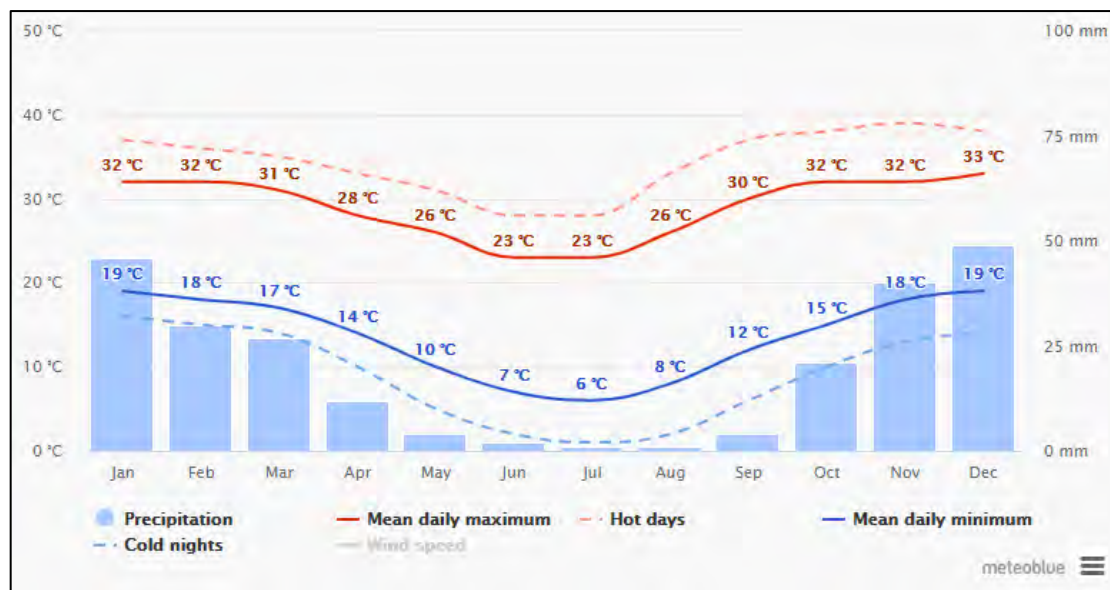 50 °C
100 mm
40 °C
75 mm
32 °C 32 °C 31 °C 28 °C 26 °C 23 °C 23 °C 26 °C 30 °C 32 °C 32 °C 33 °C
30 °C
50 mm
19 °C 18 °C 17 °C 14 °C 10 °C 7 °C 6 °C 8 °C 12 °C 15 °C 18 °C 19 °C
20 °C
25 mm
10 °C
0 °C
0 mm
Jan Feb Mar Apr May Jun Jul Aug Sep Oct Nov Dec
Precipitation Mean daily maximum Hot days Mean daily minimum
Cold nights Wind speed
meteoblue